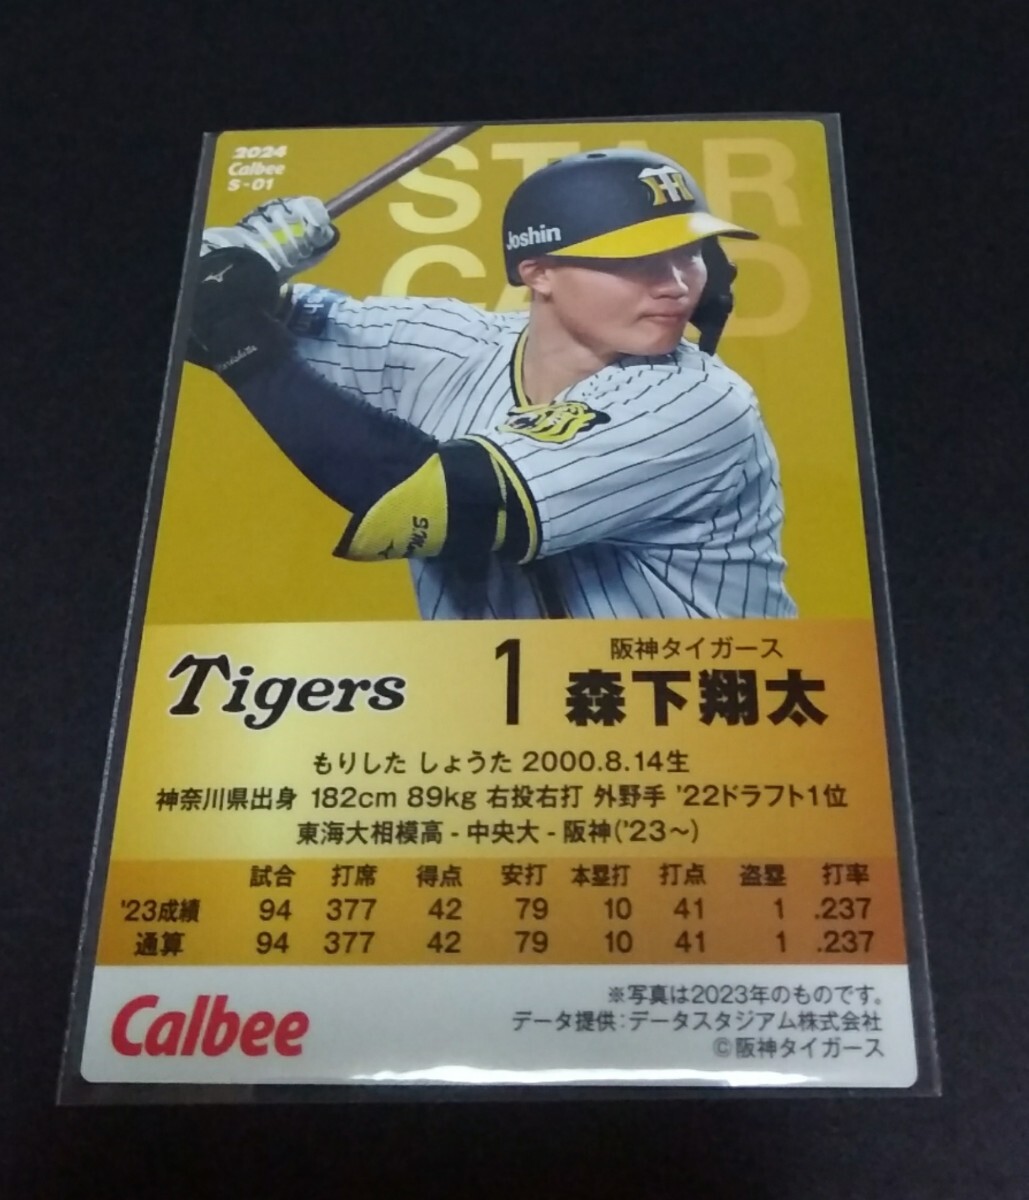 2024
Calbee
S-01
STAR
CARD
Joshin
Tigers
1
阪神タイガース
森下翔太
もりした しょうた 2000.8.14生
神奈川県出身 182cm 89kg 右投右打 外野手 '22ドラフト1位
東海大相模高 - 中央大 - 阪神('23～)
試合 打席 得点 安打 本塁打 打点 盗塁 打率
'23成績 94 377 42 79 10 41 1 .237
通算 94 377 42 79 10 41 1 .237
Calbee
※写真は2023年のものです。
データ提供:データスタジアム株式会社
©阪神タイガース